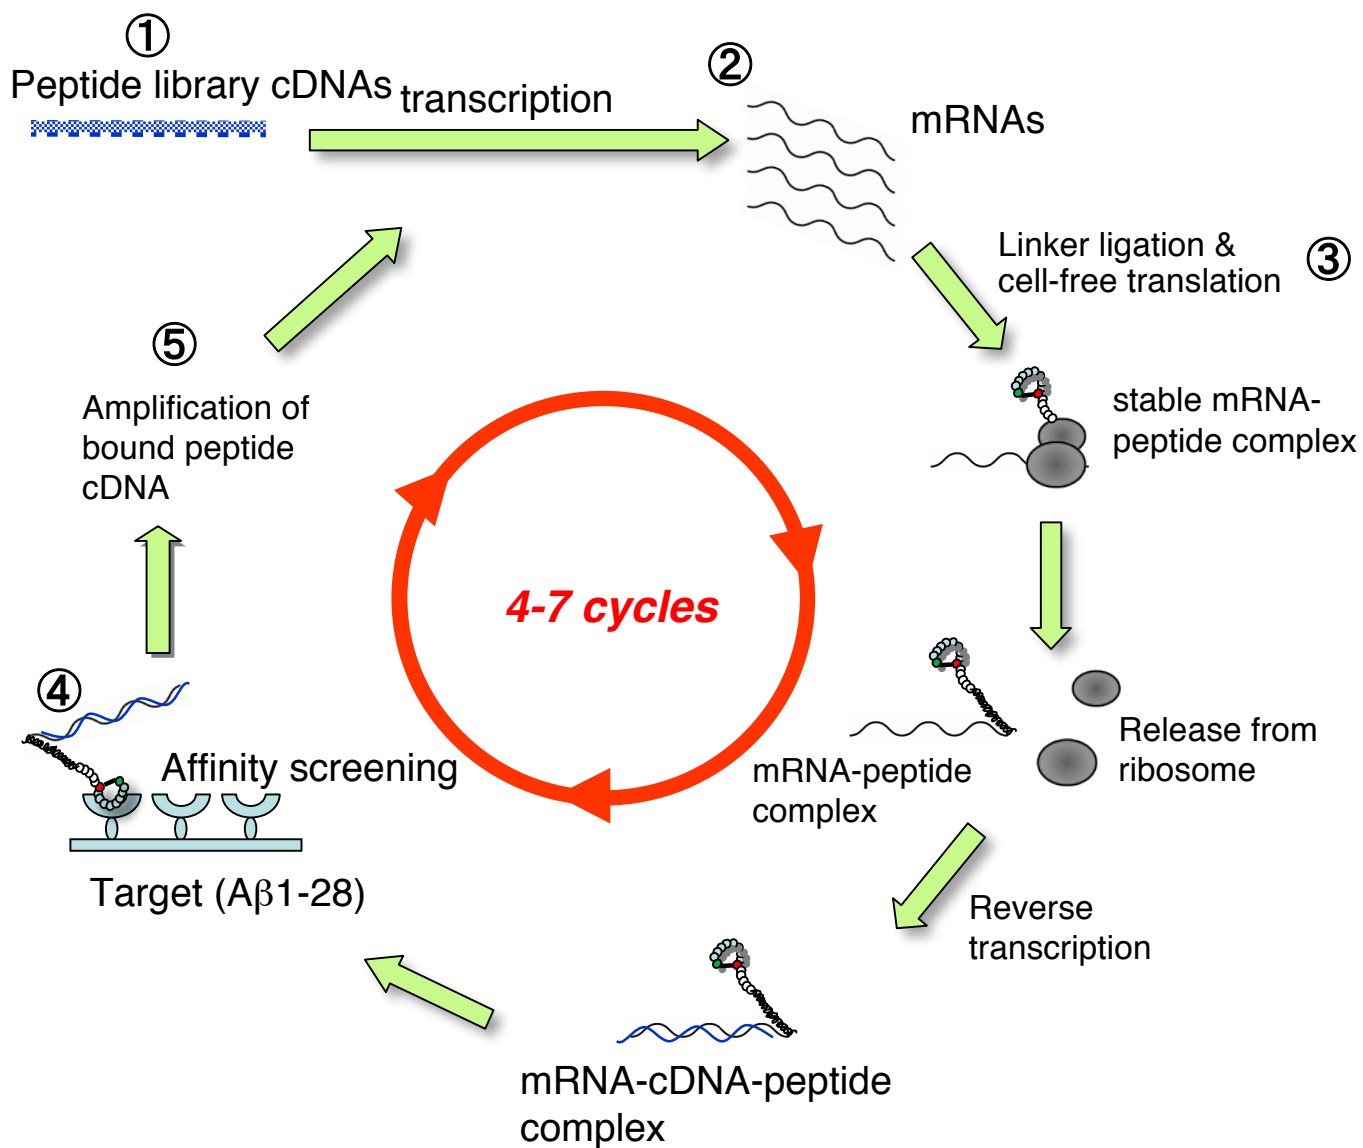 ①
Peptide library cDNAs
transcription
②
mRNAs
Linker ligation &
cell-free translation
③
stable mRNA-
peptide complex
Release from
ribosome
mRNA-peptide
complex
Reverse
transcription
mRNA-cDNA-peptide
complex
④
Affinity screening
Target (Aβ1-28)
⑤
Amplification of
bound peptide
cDNA
4-7 cycles